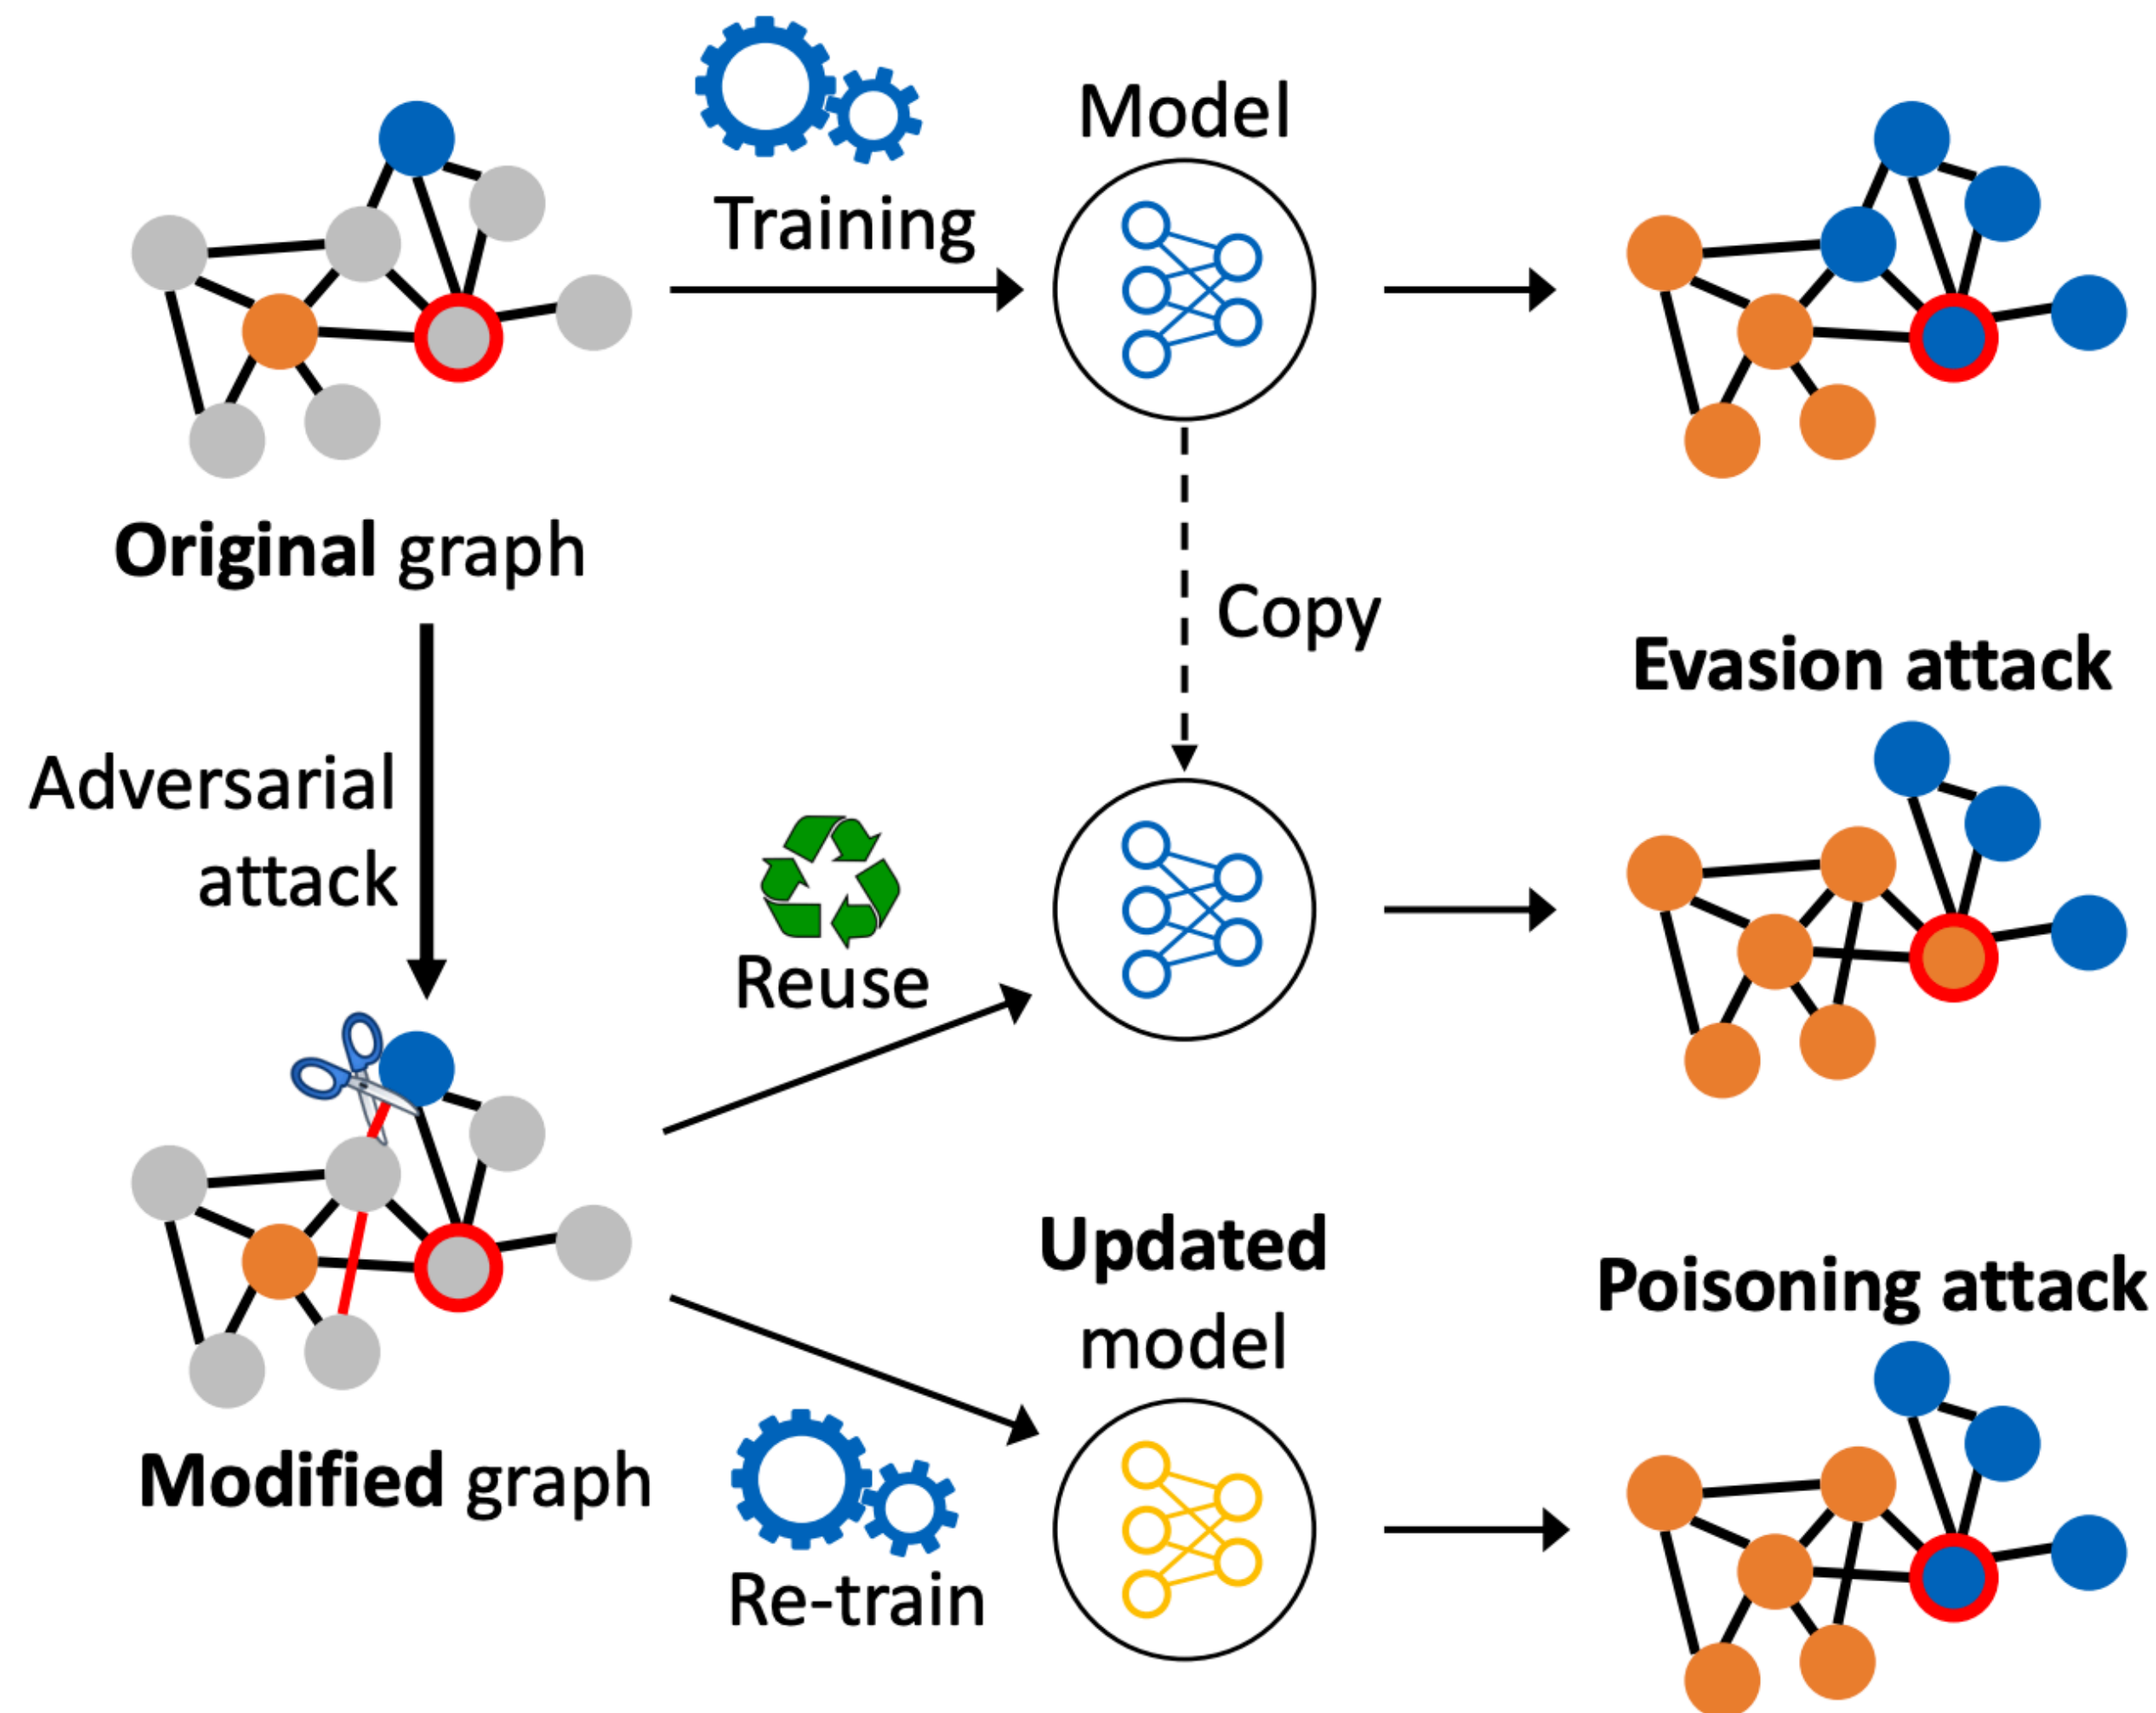 Training
Model
Original graph
Copy
Adversarial
attack
Reuse
Evasion attack
Modified graph
Re-train
Updated
model
Poisoning attack